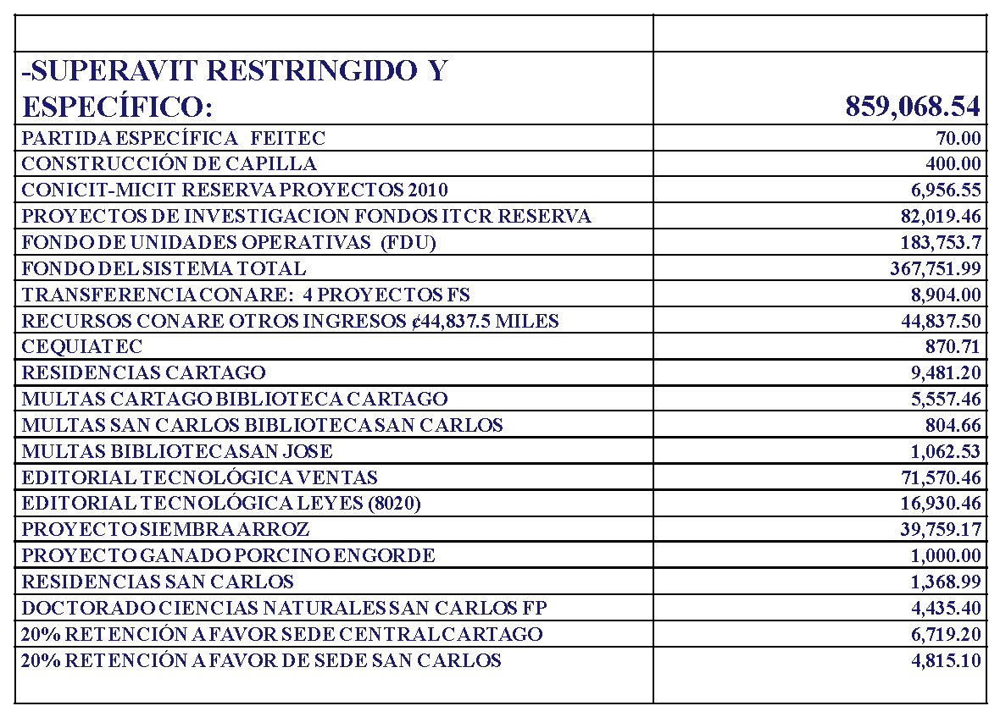 -SUPERAVIT RESTRINGIDO Y
ESPECÍFICO: 859,068.54
PARTIDA ESPECÍFICA FEITEC 70.00
CONSTRUCCIÓN DE CAPILLA 400.00
CONICIT-MICIT RESERVA PROYECTOS 2010 6,956.55
PROYECTOS DE INVESTIGACION FONDOS ITCR RESERVA 82,019.46
FONDO DE UNIDADES OPERATIVAS (FDU) 183,753.7
FONDO DEL SISTEMA TOTAL 367,751.99
TRANSFERENCIA CONARE: 4 PROYECTOS FS 8,904.00
RECURSOS CONARE OTROS INGRESOS ¢44,837.5 MILES 44,837.50
CEQUIATEC 870.71
RESIDENCIAS CARTAGO 9,481.20
MULTAS CARTAGO BIBLIOTECA CARTAGO 5,557.46
MULTAS SAN CARLOS BIBLIOTECA SAN CARLOS 804.66
MULTAS BIBLIOTECA SAN JOSE 1,062.53
EDITORIAL TECNOLÓGICA VENTAS 71,570.46
EDITORIAL TECNOLÓGICA LEYES (8020) 16,930.46
PROYECTO SIEMBRA ARROZ 39,759.17
PROYECTO GANADO PORCINO ENGORDE 1,000.00
RESIDENCIAS SAN CARLOS 1,368.99
DOCTORADO CIENCIAS NATURALES SAN CARLOS FP 4,435.40
20% RETENCIÓN A FAVOR SEDE CENTRAL CARTAGO 6,719.20
20% RETENCIÓN A FAVOR DE SEDE SAN CARLOS 4,815.10